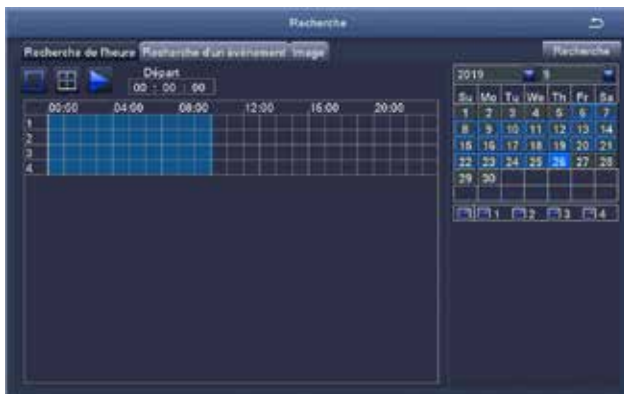 Recherche
Recherche de l'heure Recherche d'un évènement Image
Recherche
Départ
00 : 00 : 00
2019 9
00:00 04:00 08:00 12:00 16:00 20:00
1
2
3
4
Su Mo Tu We Th Fr Sa
1 2 3 4 5 6 7
8 9 10 11 12 13 14
15 16 17 18 19 20 21
22 23 24 25 26 27 28
29 30
1 2 3 4